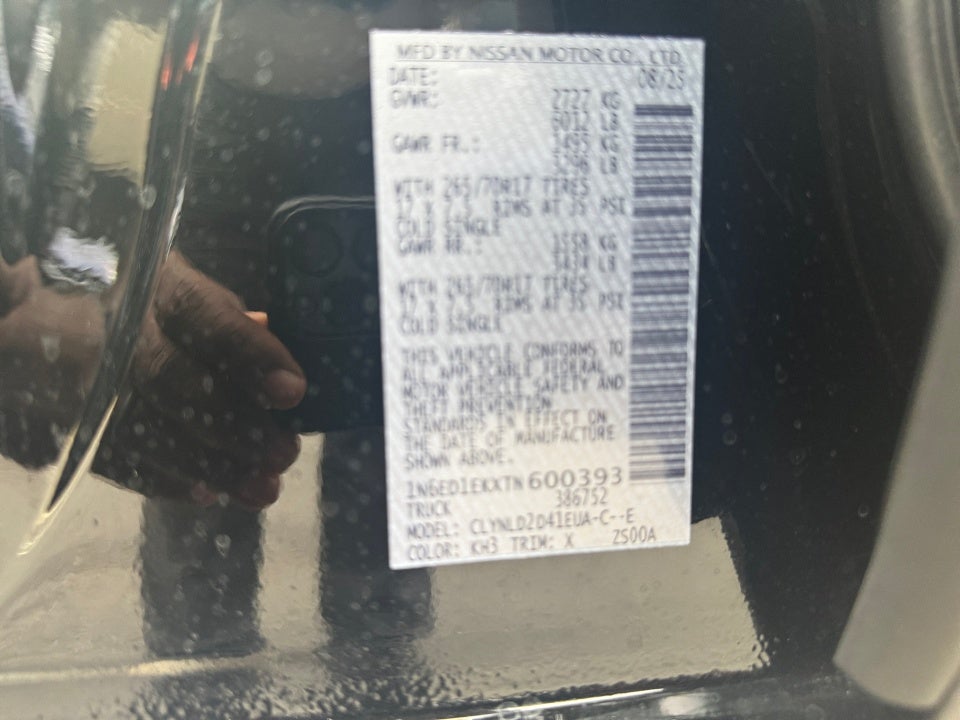 MFD BY NISSAN MOTOR CO., LTD.
DATE: 08/25
GVWR: 2727 KG
6012 LB
GAWR FR.: 1495 KG
3296 LB
WITH 265/70R17 TIRES
17 X 7.5 RIMS AT 35 PSI
COLD SINGLE
GAWR RR.: 1558 KG
3434 LB
WITH 265/70R17 TIRES
17 X 7.5 RIMS AT 35 PSI
COLD SINGLE
THIS VEHICLE CONFORMS TO
ALL APPLICABLE FEDERAL
MOTOR VEHICLE SAFETY AND
THEFT PREVENTION
STANDARDS IN EFFECT ON
THE DATE OF MANUFACTURE
SHOWN ABOVE.
1N6ED1EKXTN600393
TRUCK 386752
MODEL: CLYNLD2D41EUA-C--E
COLOR: KH3 TRIM: X ZS00A